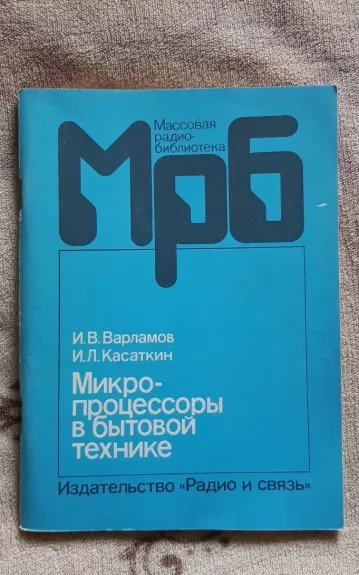 Массовая
радио-
библиотека
Мрб
И.В. Варламов
И.Л. Касаткин
Микро-
процессоры
в бытовой
технике
Издательство «Радио и связь»